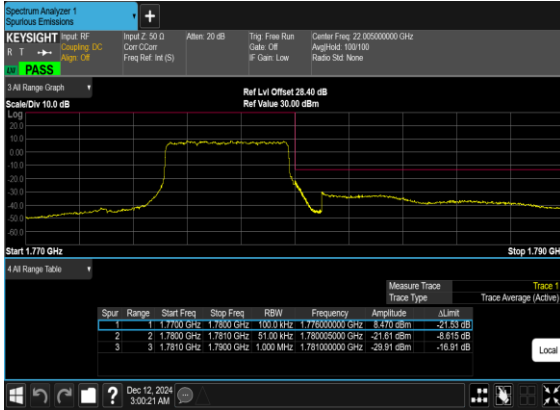 Spectrum Analyzer 1
Spurious Emissions
+
KEYSIGHT Input: RF Input Z: 50 Ω Atten: 20 dB Trig: Free Run Center Freq: 22.005000000 GHz
R T Coupling: DC Corr CCorr Gate: Off Avg|Hold: 100/100
Align: Off Freq Ref: Int (S) IF Gain: Low Radio Std: None
PASS
3 All Range Graph
Ref Lvl Offset 28.40 dB
Scale/Div 10.0 dB Ref Value 30.00 dBm
Log
20.0
10.0
0.00
-10.0
-20.0
-30.0
-40.0
-50.0
-60.0
Start 1.770 GHz Stop 1.790 GH
4 All Range Table
Measure Trace Trace 1
Trace Type Trace Average (Active)
Spur Range Start Freq Stop Freq RBW Frequency Amplitude ΔLimit
1 1 1.7700 GHz 1.7800 GHz 100.0 kHz 1.776000000 GHz 8.470 dBm -21.53 dB
2 2 1.7800 GHz 1.7810 GHz 51.00 kHz 1.780005000 GHz -21.61 dBm -8.615 dB
3 3 1.7810 GHz 1.7900 GHz 1.000 MHz 1.781000000 GHz -29.91 dBm -16.91 dB
Local
? Dec 12, 2024
3:00:21 AM